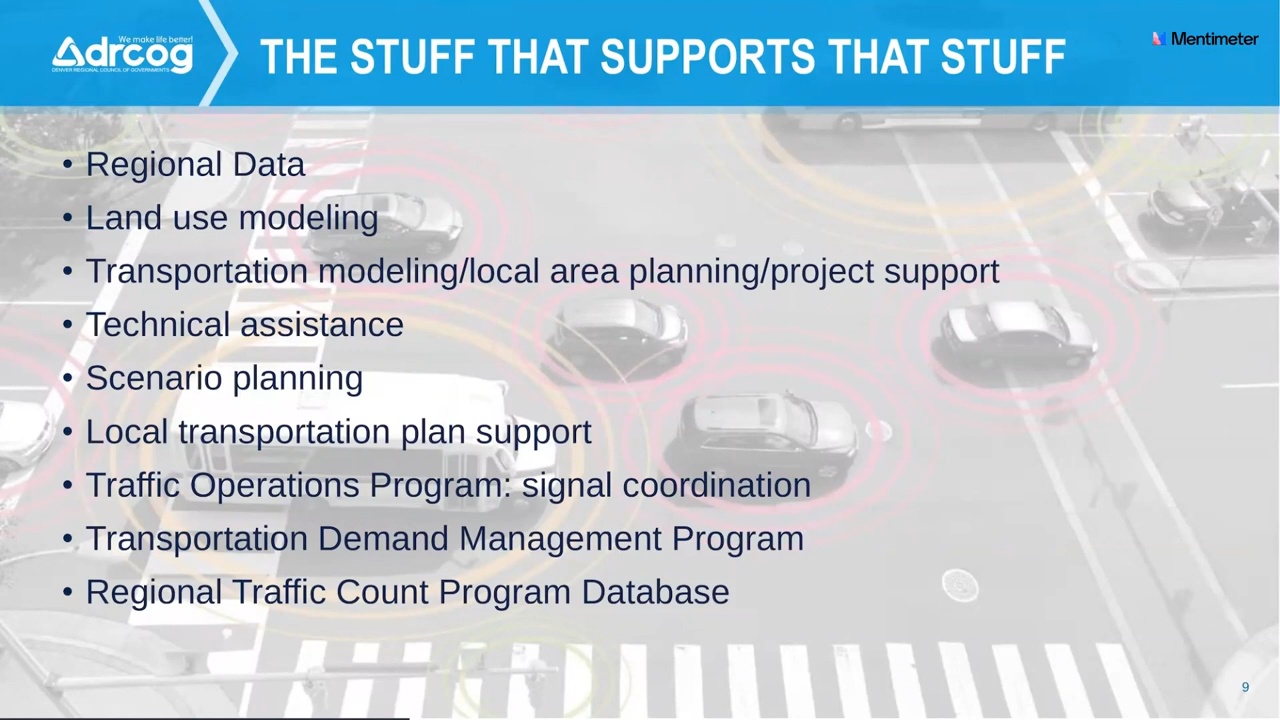 We make life better!
drcog
DENVER REGIONAL COUNCIL OF GOVERNMENTS
THE STUFF THAT SUPPORTS THAT STUFF
Mentimeter
• Regional Data
• Land use modeling
• Transportation modeling/local area planning/project support
• Technical assistance
• Scenario planning
• Local transportation plan support
• Traffic Operations Program: signal coordination
• Transportation Demand Management Program
• Regional Traffic Count Program Database
9